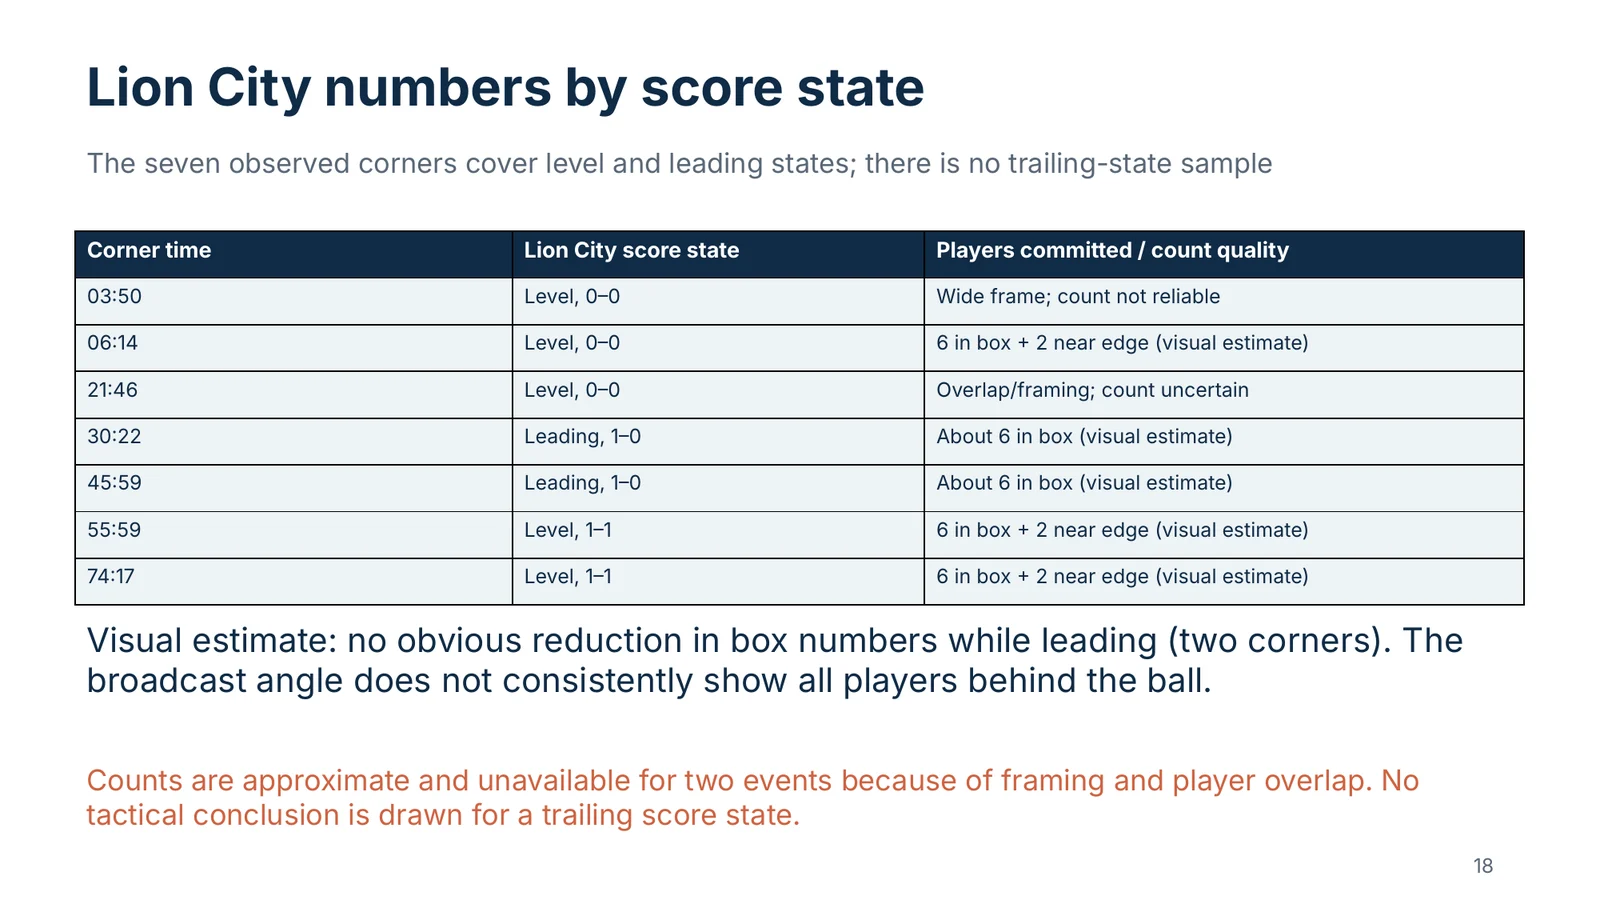 Lion City numbers by score state
The seven observed corners cover level and leading states; there is no trailing-state sample
Corner time Lion City score state Players committed / count quality
03:50 Level, 0–0 Wide frame; count not reliable
06:14 Level, 0–0 6 in box + 2 near edge (visual estimate)
21:46 Level, 0–0 Overlap/framing; count uncertain
30:22 Leading, 1–0 About 6 in box (visual estimate)
45:59 Leading, 1–0 About 6 in box (visual estimate)
55:59 Level, 1–1 6 in box + 2 near edge (visual estimate)
74:17 Level, 1–1 6 in box + 2 near edge (visual estimate)
Visual estimate: no obvious reduction in box numbers while leading (two corners). The
broadcast angle does not consistently show all players behind the ball.
Counts are approximate and unavailable for two events because of framing and player overlap. No
tactical conclusion is drawn for a trailing score state.
18